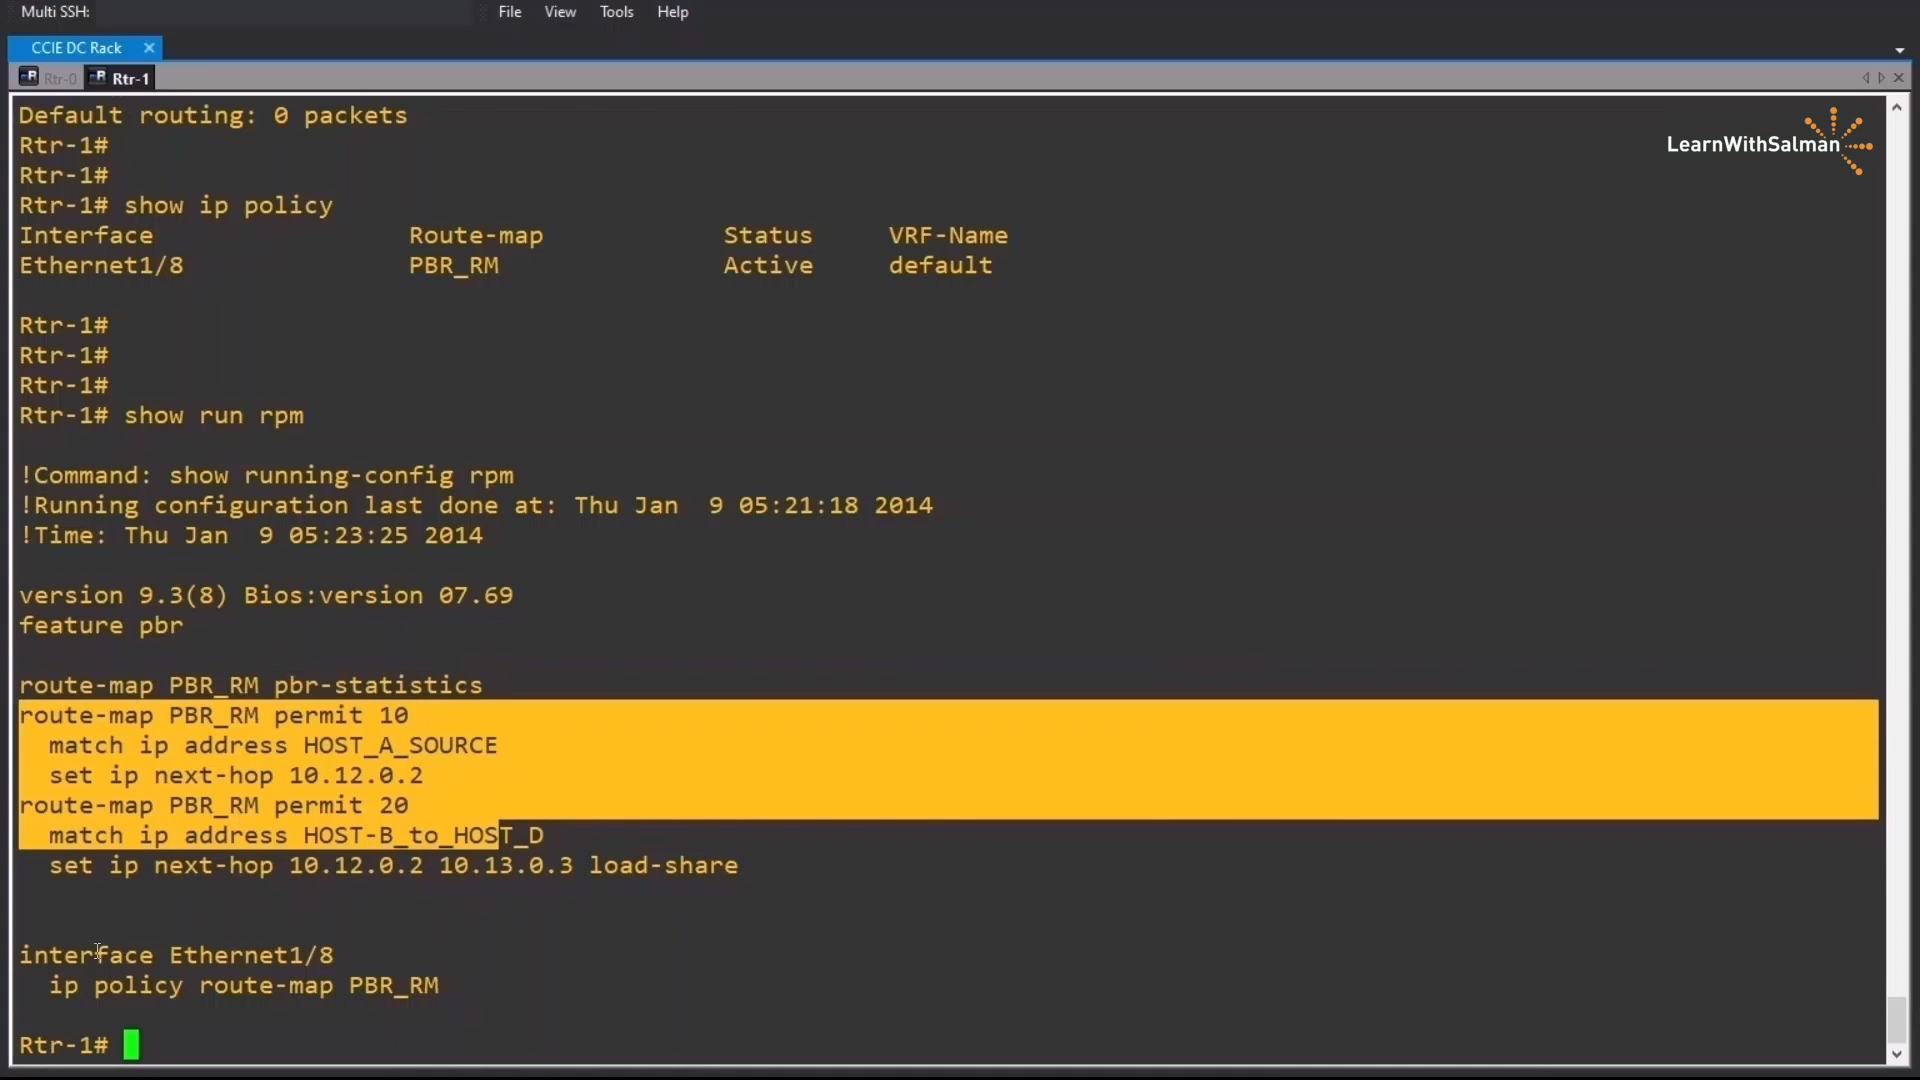 Multi SSH:
File View Tools Help
CCIE DC Rack
Rtr-0 Rtr-1
LearnWithSalman
Default routing: 0 packets
Rtr-1#
Rtr-1#
Rtr-1# show ip policy
Interface Route-map Status VRF-Name
Ethernet1/8 PBR_RM Active default
Rtr-1#
Rtr-1#
Rtr-1#
Rtr-1# show run rpm
!Command: show running-config rpm
!Running configuration last done at: Thu Jan  9 05:21:18 2014
!Time: Thu Jan  9 05:23:25 2014
version 9.3(8) Bios:version 07.69
feature pbr
route-map PBR_RM pbr-statistics
route-map PBR_RM permit 10
  match ip address HOST_A_SOURCE
  set ip next-hop 10.12.0.2
route-map PBR_RM permit 20
  match ip address HOST-B_to_HOST_D
  set ip next-hop 10.12.0.2 10.13.0.3 load-share
interface Ethernet1/8
  ip policy route-map PBR_RM
Rtr-1#